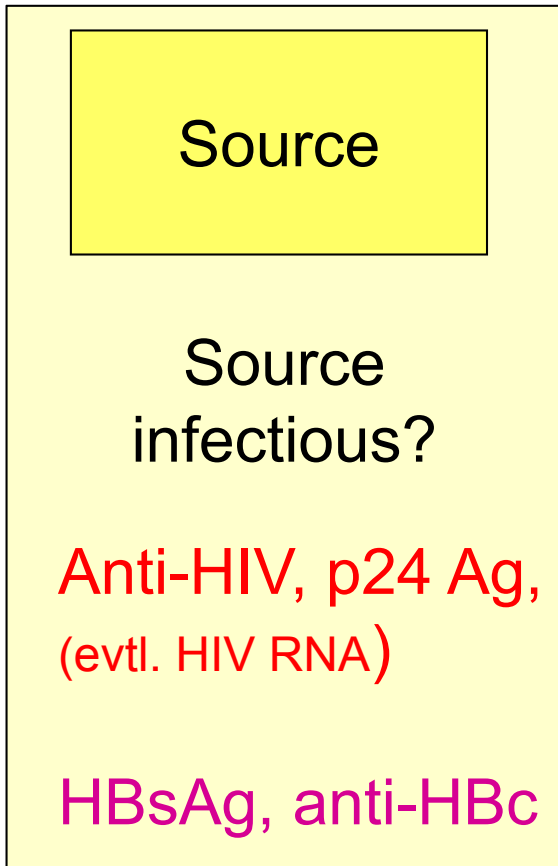 Source
Source
infectious?
Anti-HIV, p24 Ag,
(evtl. HIV RNA)
HBsAg, anti-HBc